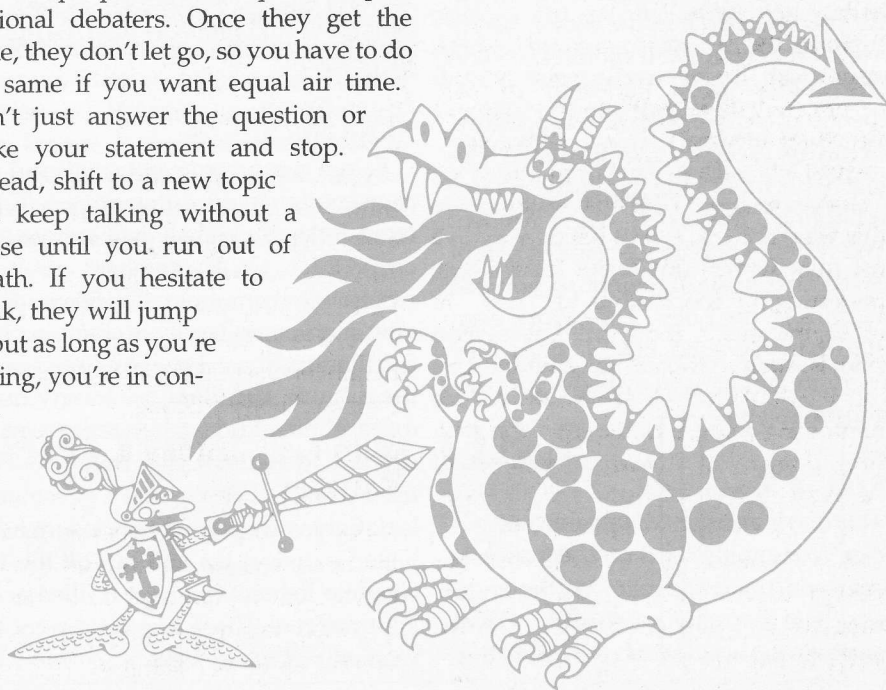 ional debaters. Once they get the
e, they don't let go, so you have to do
same if you want equal air time.
n't just answer the question or
ke your statement and stop.
ead, shift to a new topic
keep talking without a
se until you run out of
ath. If you hesitate to
k, they will jump
out as long as you're
ing, you're in con-